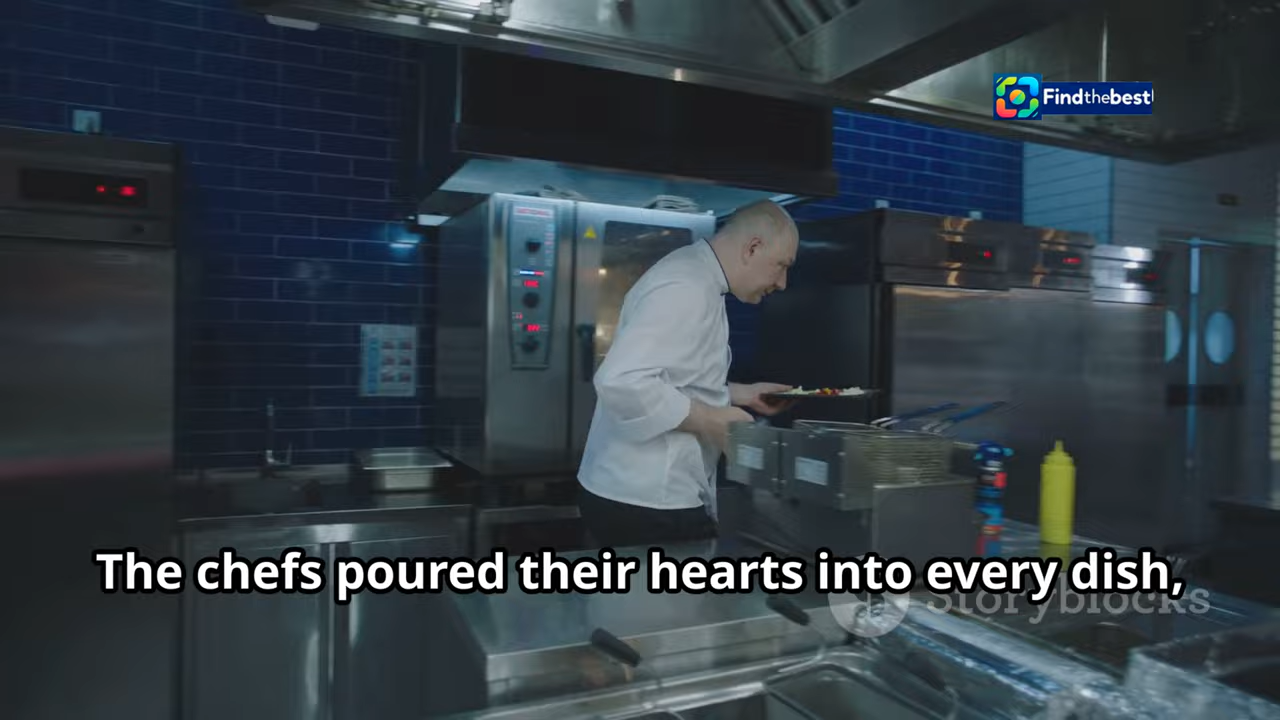 Findthebest
The chefs poured their hearts into every dish,
Storyblocks